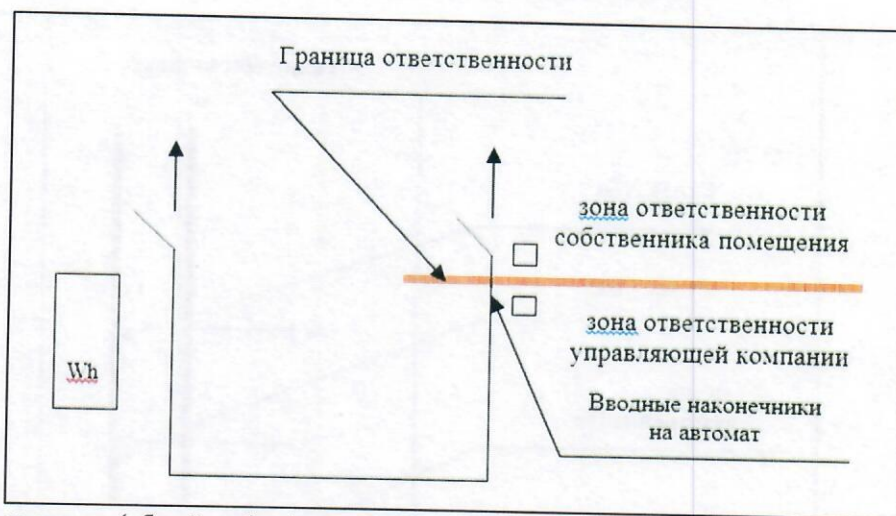 Граница ответственности
зона ответственности
собственника помещения
зона ответственности
управляющей компании
Wh
Вводные наконечники
на автомат